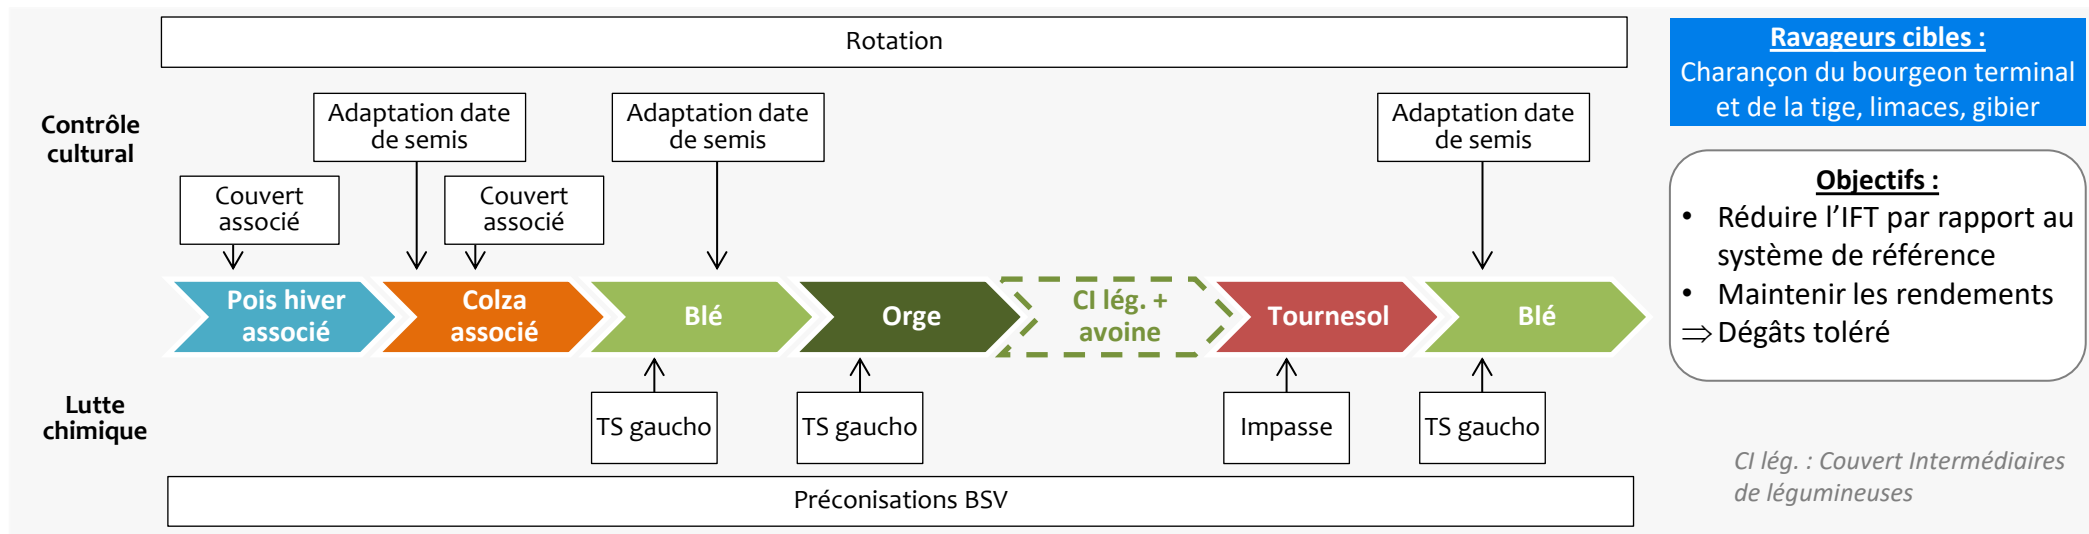 Rotation
Contrôle
cultural
Adaptation date
de semis
Adaptation date
de semis
Adaptation date
de semis
Couvert
associé
Couvert
associé
Pois hiver
associé
Colza
associé
Blé
Orge
CI lég. +
avoine
Tournesol
Blé
Lutte
chimique
TS gaucho
TS gaucho
Impasse
TS gaucho
Préconisations BSV
Ravageurs cibles :
Charançon du bourgeon terminal
et de la tige, limaces, gibier
Objectifs :
• Réduire l’IFT par rapport au
système de référence
• Maintenir les rendements
⇒ Dégâts toléré
CI lég. : Couvert Intermédiaires
de légumineuses